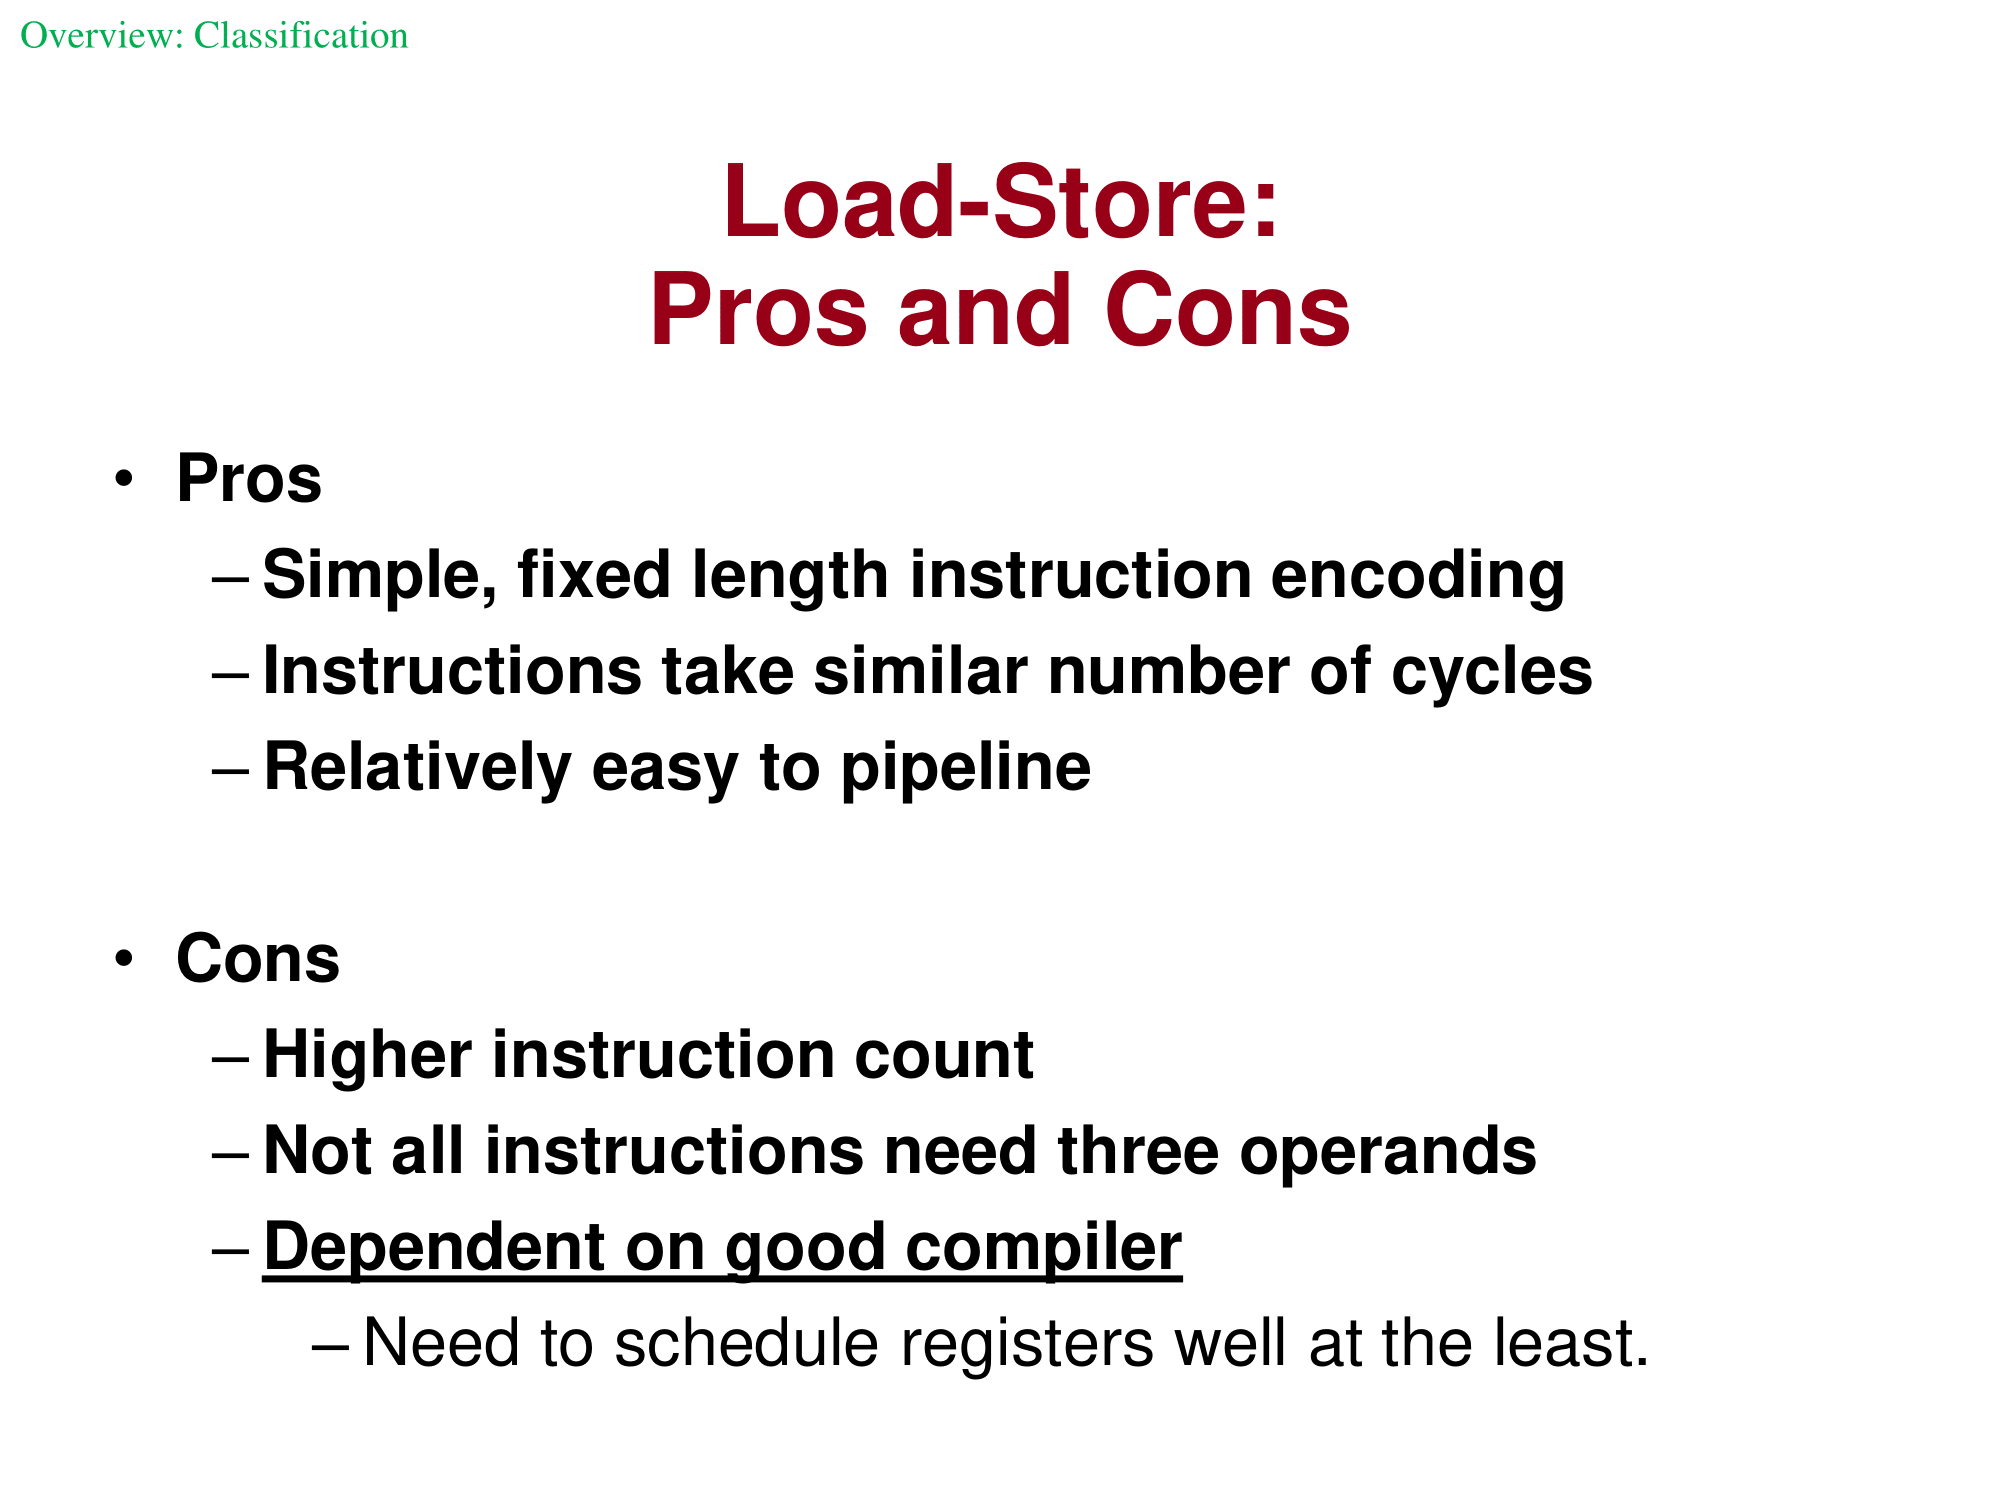 Overview: Classification
Load-Store:
Pros and Cons
• Pros
– Simple, fixed length instruction encoding
– Instructions take similar number of cycles
– Relatively easy to pipeline
• Cons
– Higher instruction count
– Not all instructions need three operands
– Dependent on good compiler
– Need to schedule registers well at the least.